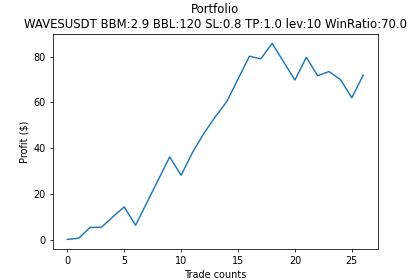 Portfolio
WAVESUSDT BBM:2.9 BBL:120 SL:0.8 TP:1.0 lev:10 WinRatio:70.0
80
60
40
20
0
Profit ($)
0 5 10 15 20 25
Trade counts